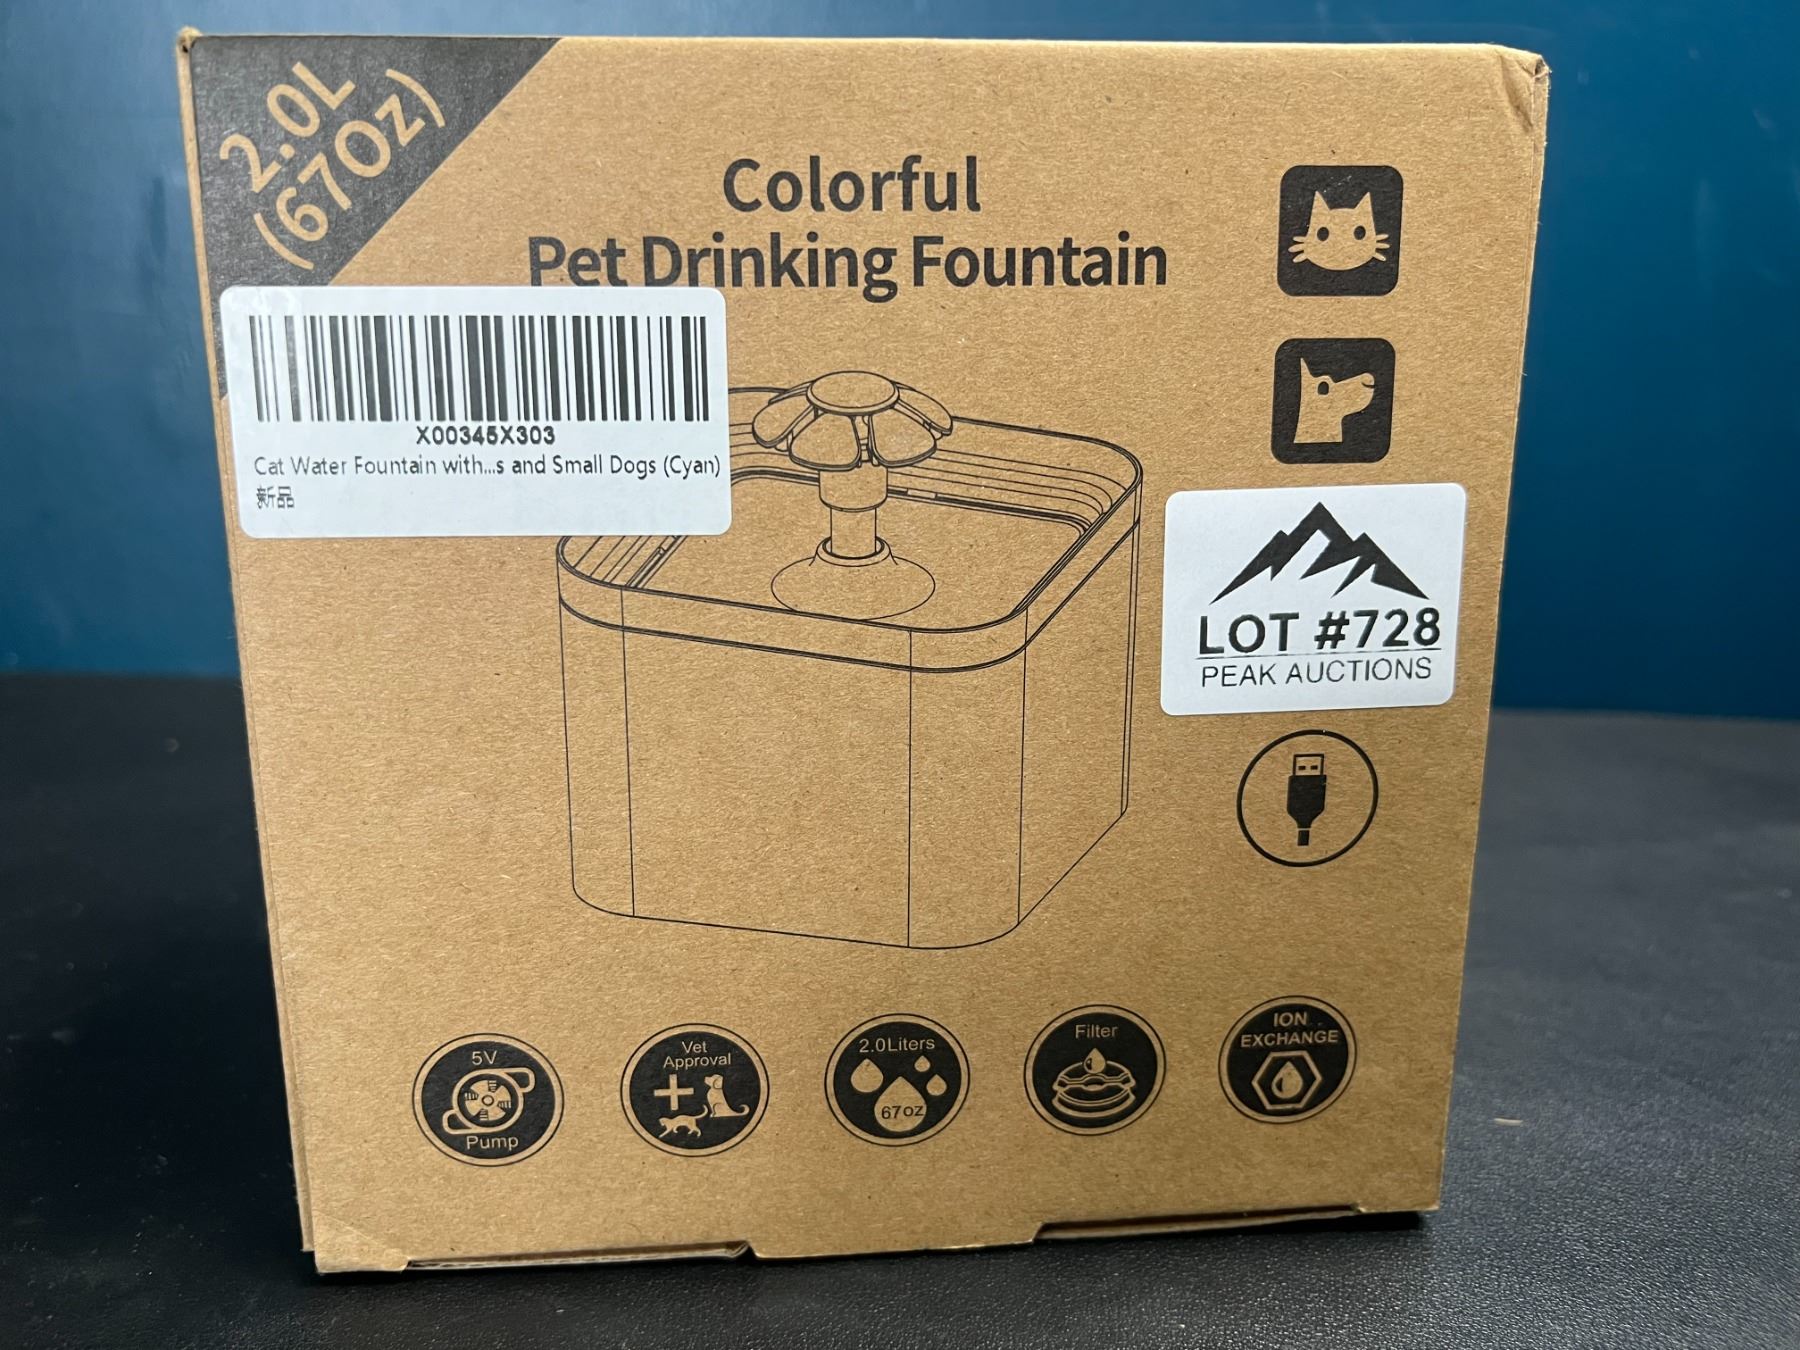 2.0L
(67Oz)
Colorful
Pet Drinking Fountain
X00345X303
Cat Water Fountain with...s and Small Dogs (Cyan)
新品
LOT #728
PEAK AUCTIONS
5V
Pump
Vet
Approval
2.0Liters
67oz
Filter
ION
EXCHANGE